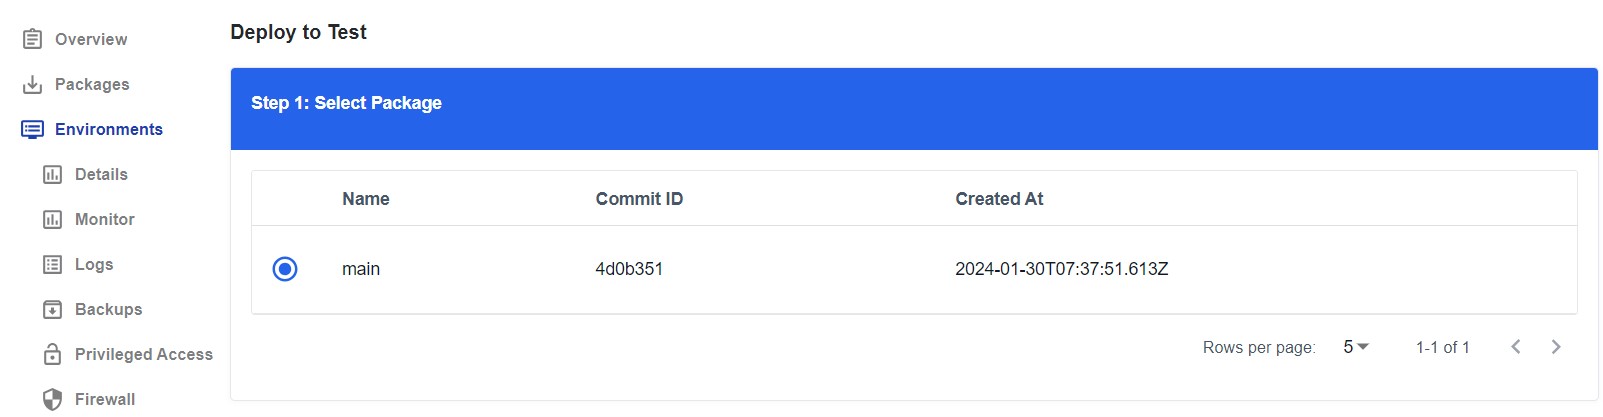 Overview
Packages
Environments
Details
Monitor
Logs
Backups
Privileged Access
Firewall
Deploy to Test
Step 1: Select Package
Name Commit ID Created At
main 4d0b351 2024-01-30T07:37:51.613Z
Rows per page: 5 1-1 of 1